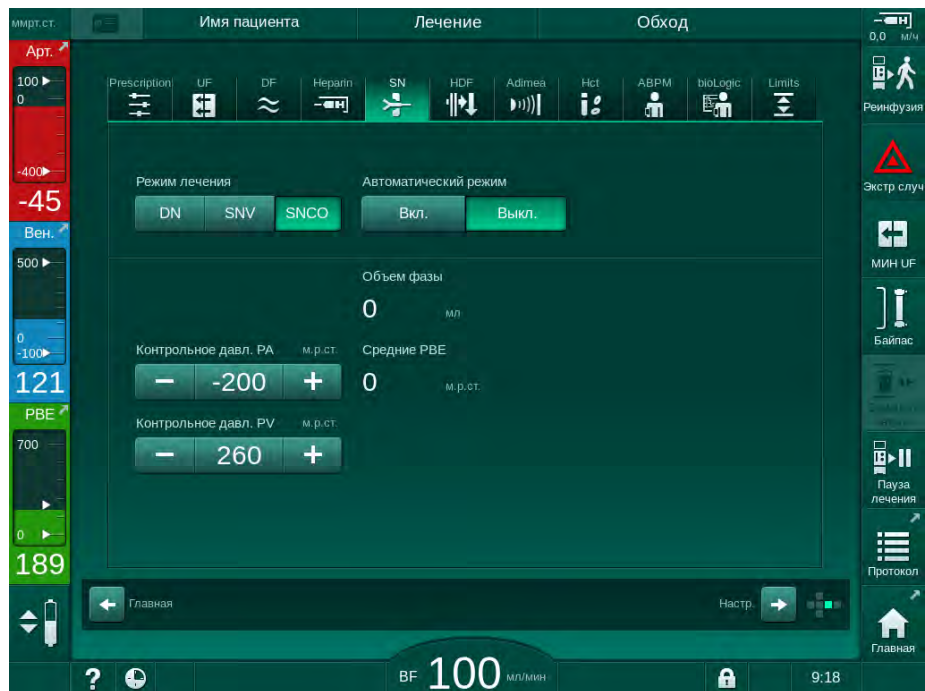 ммрт.ст.
Имя пациента
Лечение
Обход
0,0 м/ч
Арт.
100
0
-400
-45
Вен.
500
0
-100
121
PBE
700
0
189
Prescription
UF
DF
Heparin
SN
HDF
Adimea
Hct
ABPM
bioLogic
Limits
Режим лечения
DN SNV SNCO
Автоматический режим
Вкл. Выкл.
Объем фазы
0 мл
Контрольное давл. PA м.р.ст.
− -200 +
Средние PBE
0 м.р.ст.
Контрольное давл. PV м.р.ст.
− 260 +
Главная
Настр.
Реинфузия
Экстр случ
МИН UF
Байпас
Пауза
лечения
Протокол
Главная
? BF 100 мл/мин 9:18